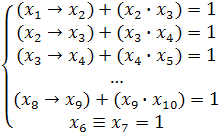 (x₁ → x₂) + (x₂ · x₃) = 1
(x₂ → x₃) + (x₃ · x₄) = 1
(x₃ → x₄) + (x₄ · x₅) = 1
...
(x₈ → x₉) + (x₉ · x₁₀) = 1
x₆ ≡ x₇ = 1